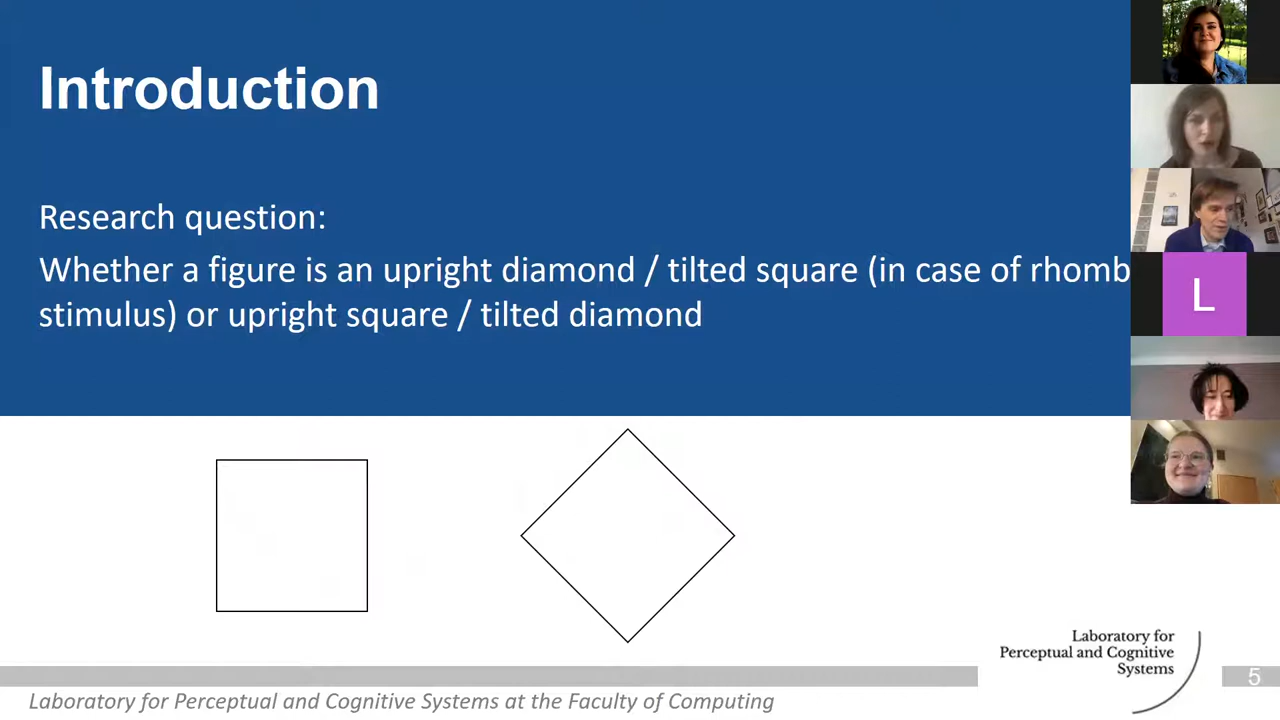 Introduction
Research question:
Whether a figure is an upright diamond / tilted square (in case of rhomb
stimulus) or upright square / tilted diamond
L
Laboratory for
Perceptual and Cognitive
Systems
5
Laboratory for Perceptual and Cognitive Systems at the Faculty of Computing